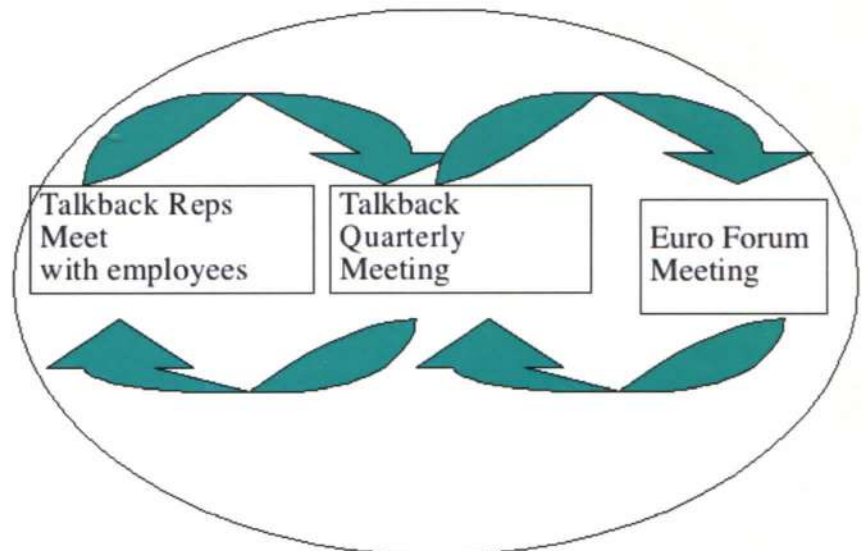 Talkback Reps
Meet
with employees
Talkback
Quarterly
Meeting
Euro Forum
Meeting